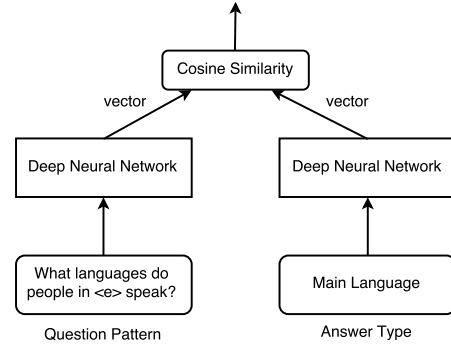 Cosine Similarity
vector
vector
Deep Neural Network
Deep Neural Network
What languages do
people in <e> speak?
Main Language
Question Pattern
Answer Type